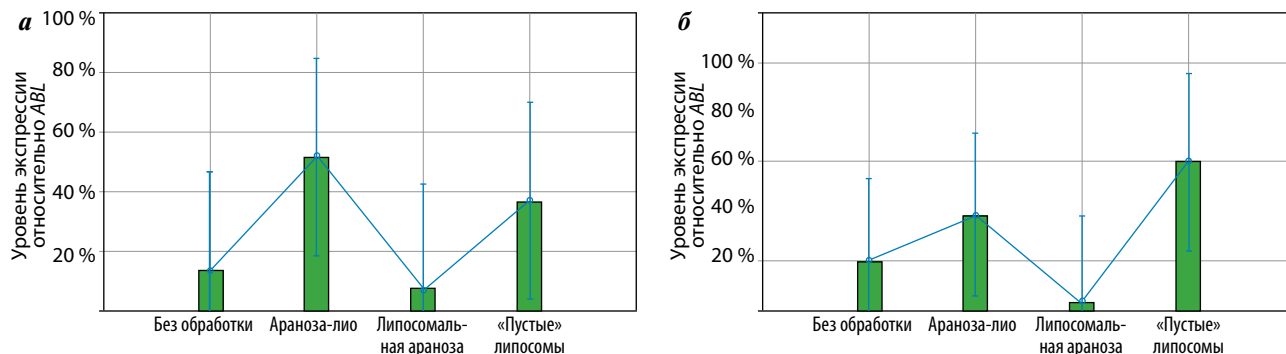 а
Уровень экспрессии
относительно ABL
100 %
80 %
60 %
40 %
20 %
Без обработки
Араноза-лио
Липосомаль-
ная араноза
«Пустые»
липосомы
б
Уровень экспрессии
относительно ABL
100 %
80 %
60 %
40 %
20 %
Без обработки
Араноза-лио
Липосомаль-
ная араноза
«Пустые»
липосомы